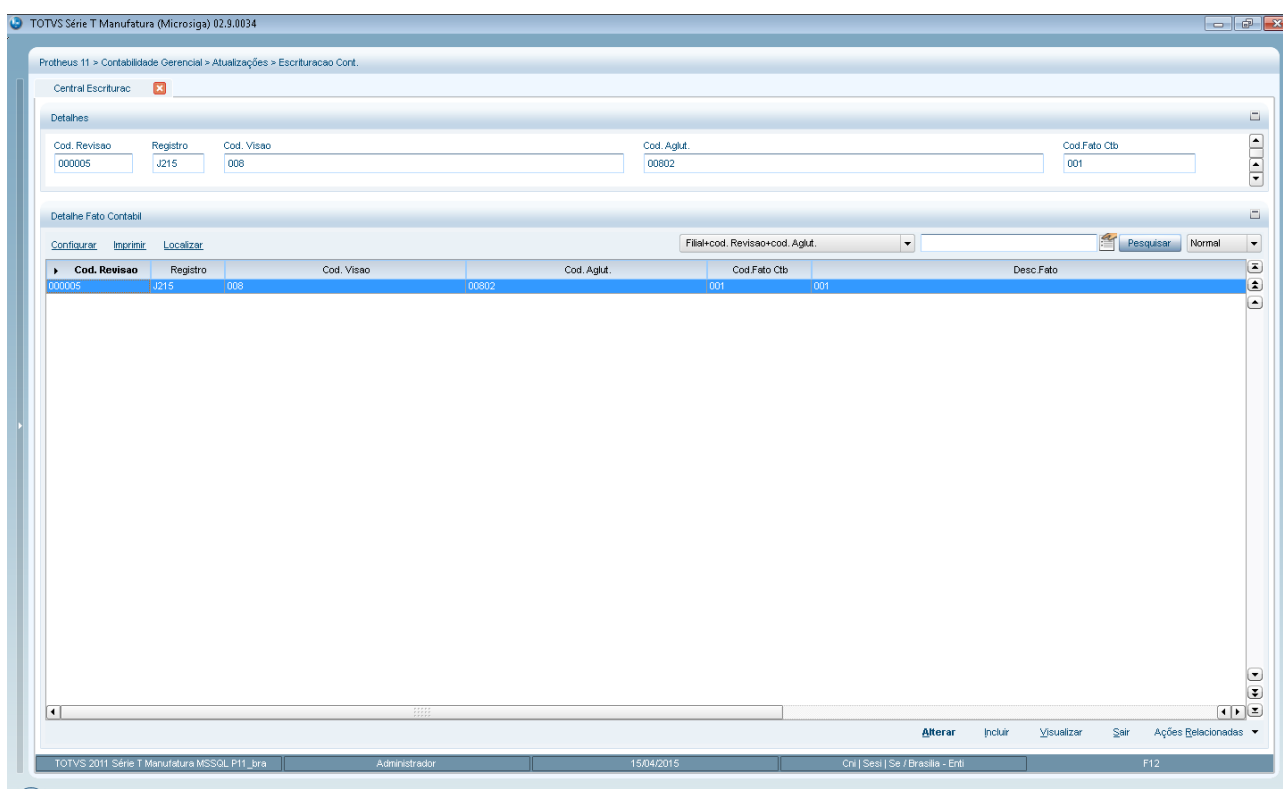 TOTVS Série T Manufatura (Microsiga) 02.9.0034
Protheus 11 > Contabilidade Gerencial > Atualizações > Escrituracao Cont.
Central Escriturac
Detalhes
Cod. Revisao Registro Cod. Visao Cod. Aglut. Cod.Fato Ctb
000005 J215 008 00802 001
Detalhe Fato Contabil
Configurar Imprimir Localizar Filial+cod. Revisao+cod. Aglut. Pesquisar Normal
Cod. Revisao Registro Cod. Visao Cod. Aglut. Cod.Fato Ctb Desc.Fato
000005 J215 008 00802 001 001
Alterar Incluir Visualizar Sair Ações Relacionadas
TOTVS 2011 Série T Manufatura MSSQL P11_bra Administrador 15/04/2015 Cni | Sesi | Se / Brasilia - Enti F12